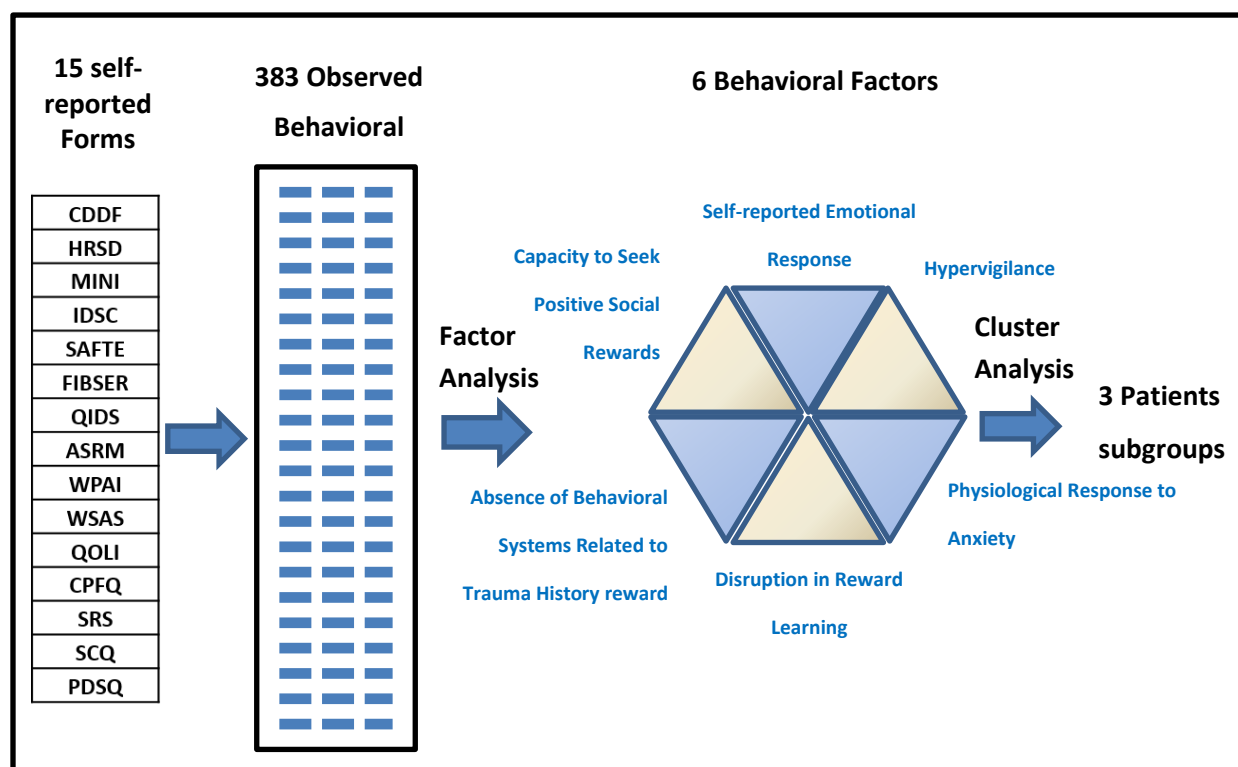 15 self-
reported
Forms
CDDF
HRSD
MINI
IDSC
SAFTE
FIBSER
QIDS
ASRM
WPAI
WSAS
QOLI
CPFQ
SRS
SCQ
PDSQ
383 Observed
Behavioral
Factor
Analysis
6 Behavioral Factors
Capacity to Seek
Positive Social
Rewards
Self-reported Emotional
Response
Hypervigilance
Absence of Behavioral
Systems Related to
Trauma History reward
Disruption in Reward
Learning
Physiological Response to
Anxiety
Cluster
Analysis
3 Patients
subgroups